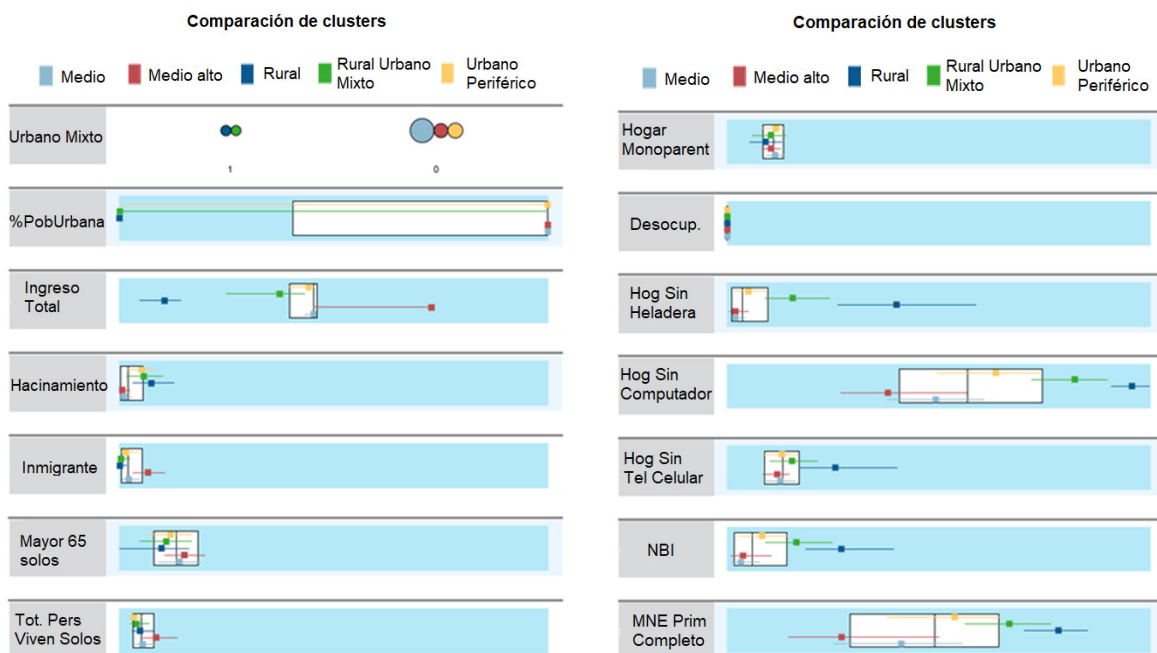 Comparación de clusters
Medio
Medio alto
Rural
Rural Urbano
Mixto
Urbano
Periférico
Urbano Mixto
1
0
%PobUrbana
Ingreso
Total
Hacinamiento
Inmigrante
Mayor 65
solos
Tot. Pers
Viven Solos
Comparación de clusters
Medio
Medio alto
Rural
Rural Urbano
Mixto
Urbano
Periférico
Hogar
Monoparent
Desocup.
Hog Sin
Heladera
Hog Sin
Computador
Hog Sin
Tel Celular
NBI
MNE Prim
Completo